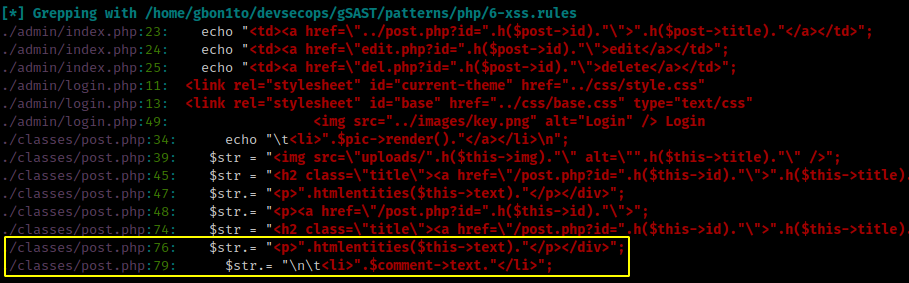 [*] Grepping with /home/gbon1to/devsecops/gSAST/patterns/php/6-xss.rules
./admin/index.php:23:    echo "<td><a href=\"../post.php?id=".h($post->id)."\">".h($post->title)."</a></td>";
./admin/index.php:24:    echo "<td><a href=\"edit.php?id=".h($post->id)."\">edit</a></td>";
./admin/index.php:25:    echo "<td><a href=\"del.php?id=".h($post->id)."\">delete</a></td>";
./admin/login.php:11:  <link rel="stylesheet" id="current-theme" href="../css/style.css"
./admin/login.php:13:  <link rel="stylesheet" id="base" href="../css/base.css" type="text/css"
./admin/login.php:49:                  <img src="../images/key.png" alt="Login" /> Login
./classes/post.php:34:       echo "\t<li>".$pic->render()."</a></li>\n";
./classes/post.php:39:     $str = "<img src=\"uploads/".h($this->img)."\" alt=\"".h($this->title)."\" />";
./classes/post.php:45:     $str = "<h2 class=\"title\"><a href=\"/post.php?id=".h($this->id)."\">".h($this->title).
./classes/post.php:47:     $str.= "<p>".htmlentities($this->text)."</p></div>";
./classes/post.php:48:     $str.= "<p><a href=\"/post.php?id=".h($this->id)."\">";
./classes/post.php:74:     $str = "<h2 class=\"title\"><a href=\"/post.php?id=".h($this->id)."\">".h($this->title).
/classes/post.php:76:     $str.= "<p>".htmlentities($this->text)."</p></div>";
/classes/post.php:79:       $str.= "\n\t<li>".$comment->text."</li>";